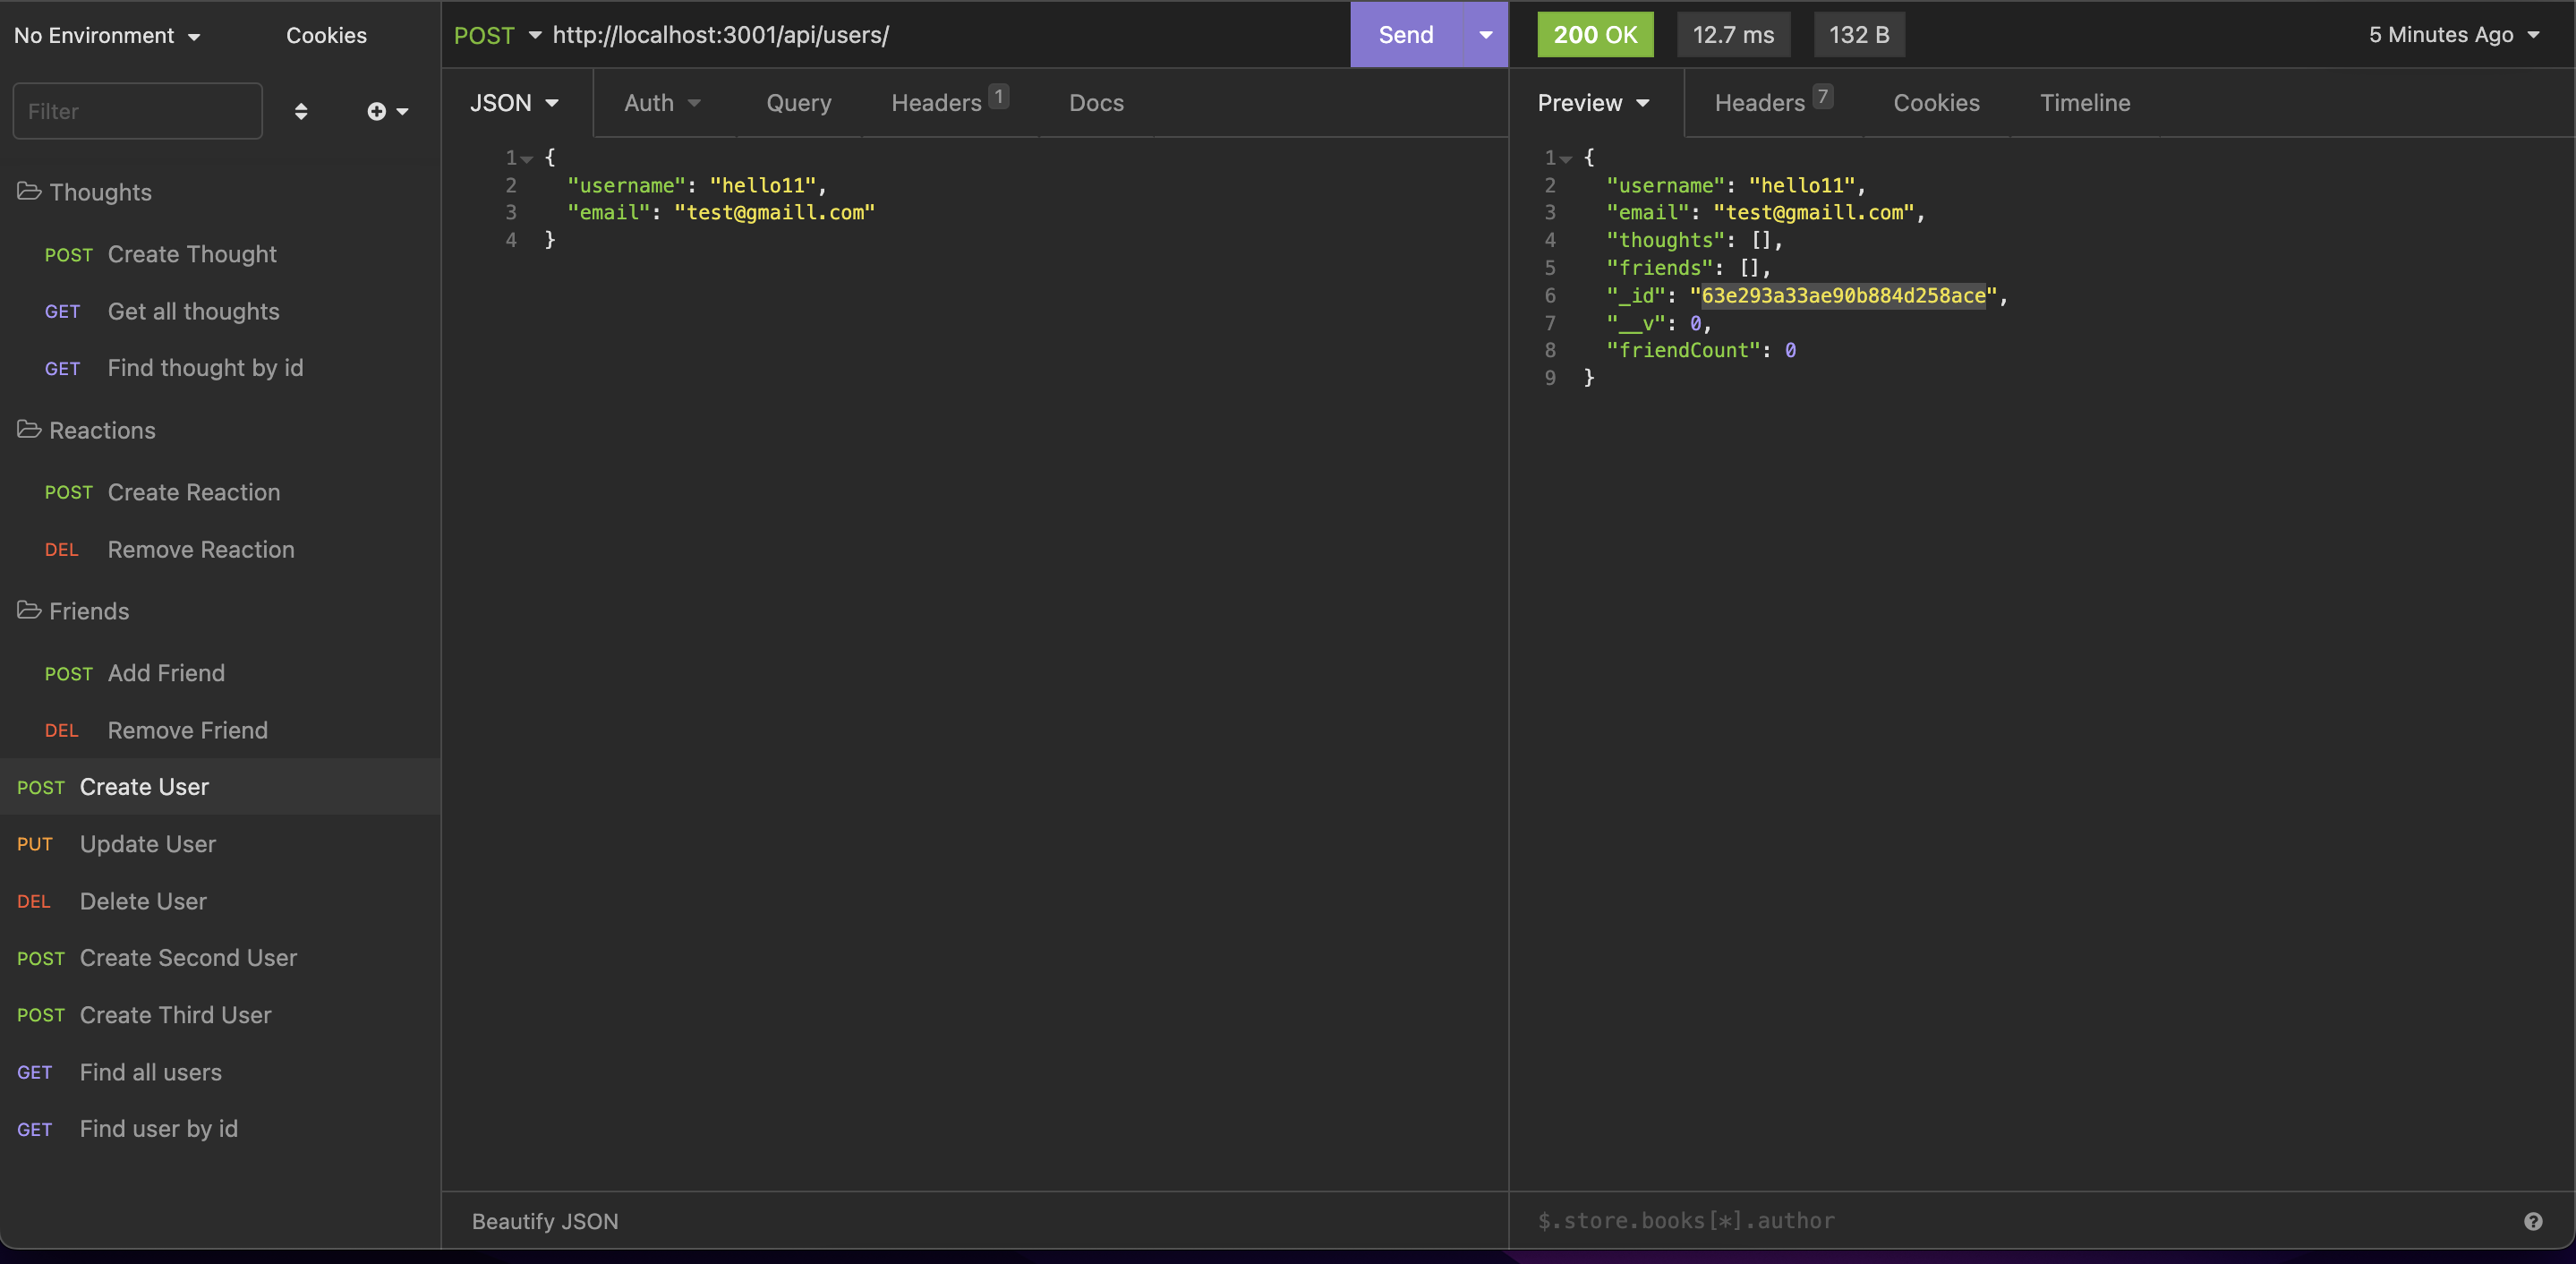 No Environment
Cookies
Filter
Thoughts
POST Create Thought
GET Get all thoughts
GET Find thought by id
Reactions
POST Create Reaction
DEL Remove Reaction
Friends
POST Add Friend
DEL Remove Friend
POST Create User
PUT Update User
DEL Delete User
POST Create Second User
POST Create Third User
GET Find all users
GET Find user by id
POST http://localhost:3001/api/users/
Send
JSON Auth Query Headers 1 Docs
1 {
2 "username": "hello11",
3 "email": "test@gmaill.com"
4 }
Beautify JSON
200 OK 12.7 ms 132 B 5 Minutes Ago
Preview Headers 7 Cookies Timeline
1 {
2 "username": "hello11",
3 "email": "test@gmaill.com",
4 "thoughts": [],
5 "friends": [],
6 "_id": "63e293a33ae90b884d258ace",
7 "__v": 0,
8 "friendCount": 0
9 }
$.store.books[*].author
?